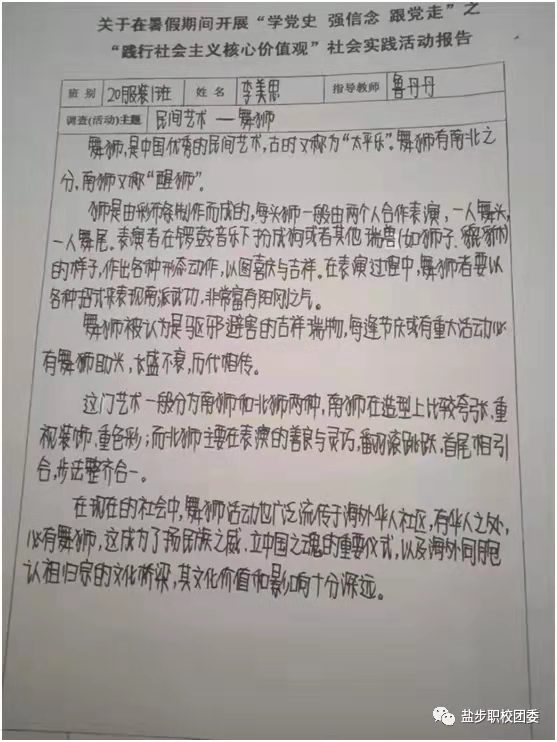 关于在暑假期间开展“学党史 强信念 跟党走”之
“践行社会主义核心价值观”社会实践活动报告
班 别 20服装1班 姓 名 李美思 指导教师 鲁丹丹
调查(活动)主题 民间艺术 — 舞狮
舞狮,是中国优秀的民间艺术,古时又称为“太平乐”。舞狮有南北之
分,南狮又称“醒狮”。
狮是由彩布条制作而成的,每头狮一般由两个人合作表演,一人舞头,
一人舞尾。表演者在锣鼓音乐下扮成狗或者其他瑞兽(如狮子、貔貅等)
的样子,作出各种形态动作,以图喜庆与吉祥。在表演过程中,舞狮者要以
各种招式来表现南派武功,非常富有阳刚之气。
舞狮被认为是驱邪避害的吉祥瑞物,每逢节庆或有重大活动必
有舞狮助兴,长盛不衰,历代相传。
这门艺术一般分为南狮和北狮两种,南狮在造型上比较夸张,重
视装饰,重色彩;而北狮主要在表演的善良与灵巧,翻滚跳跃,首尾相引
合,步法整齐合一。
在现在的社会中,舞狮活动也广泛流传于海外华人社区,有华人之处,
必有舞狮,这成为了扬民族之威、立中国之魂的重要仪式,以及海外同胞
认祖归宗的文化桥梁,其文化价值和影响十分深远。
盐步职校团委